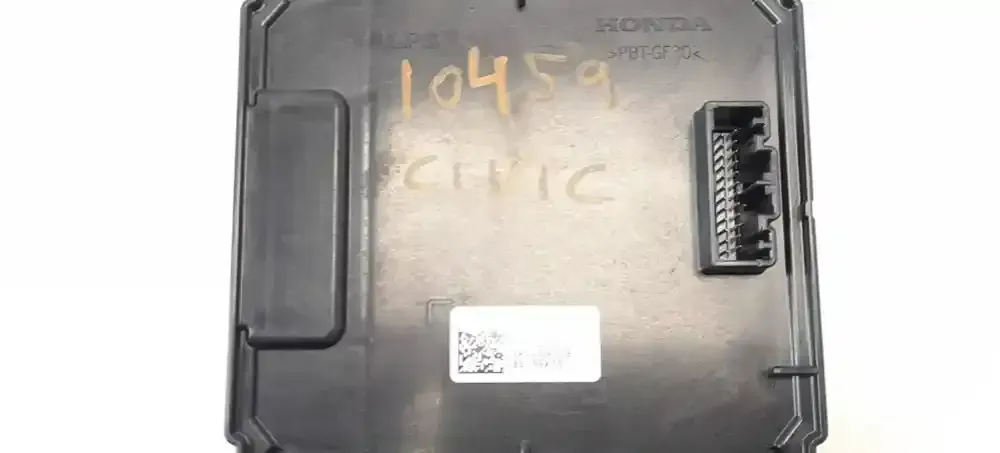 ALPS HONDA
>PBT-GF30<
10459
CIVIC